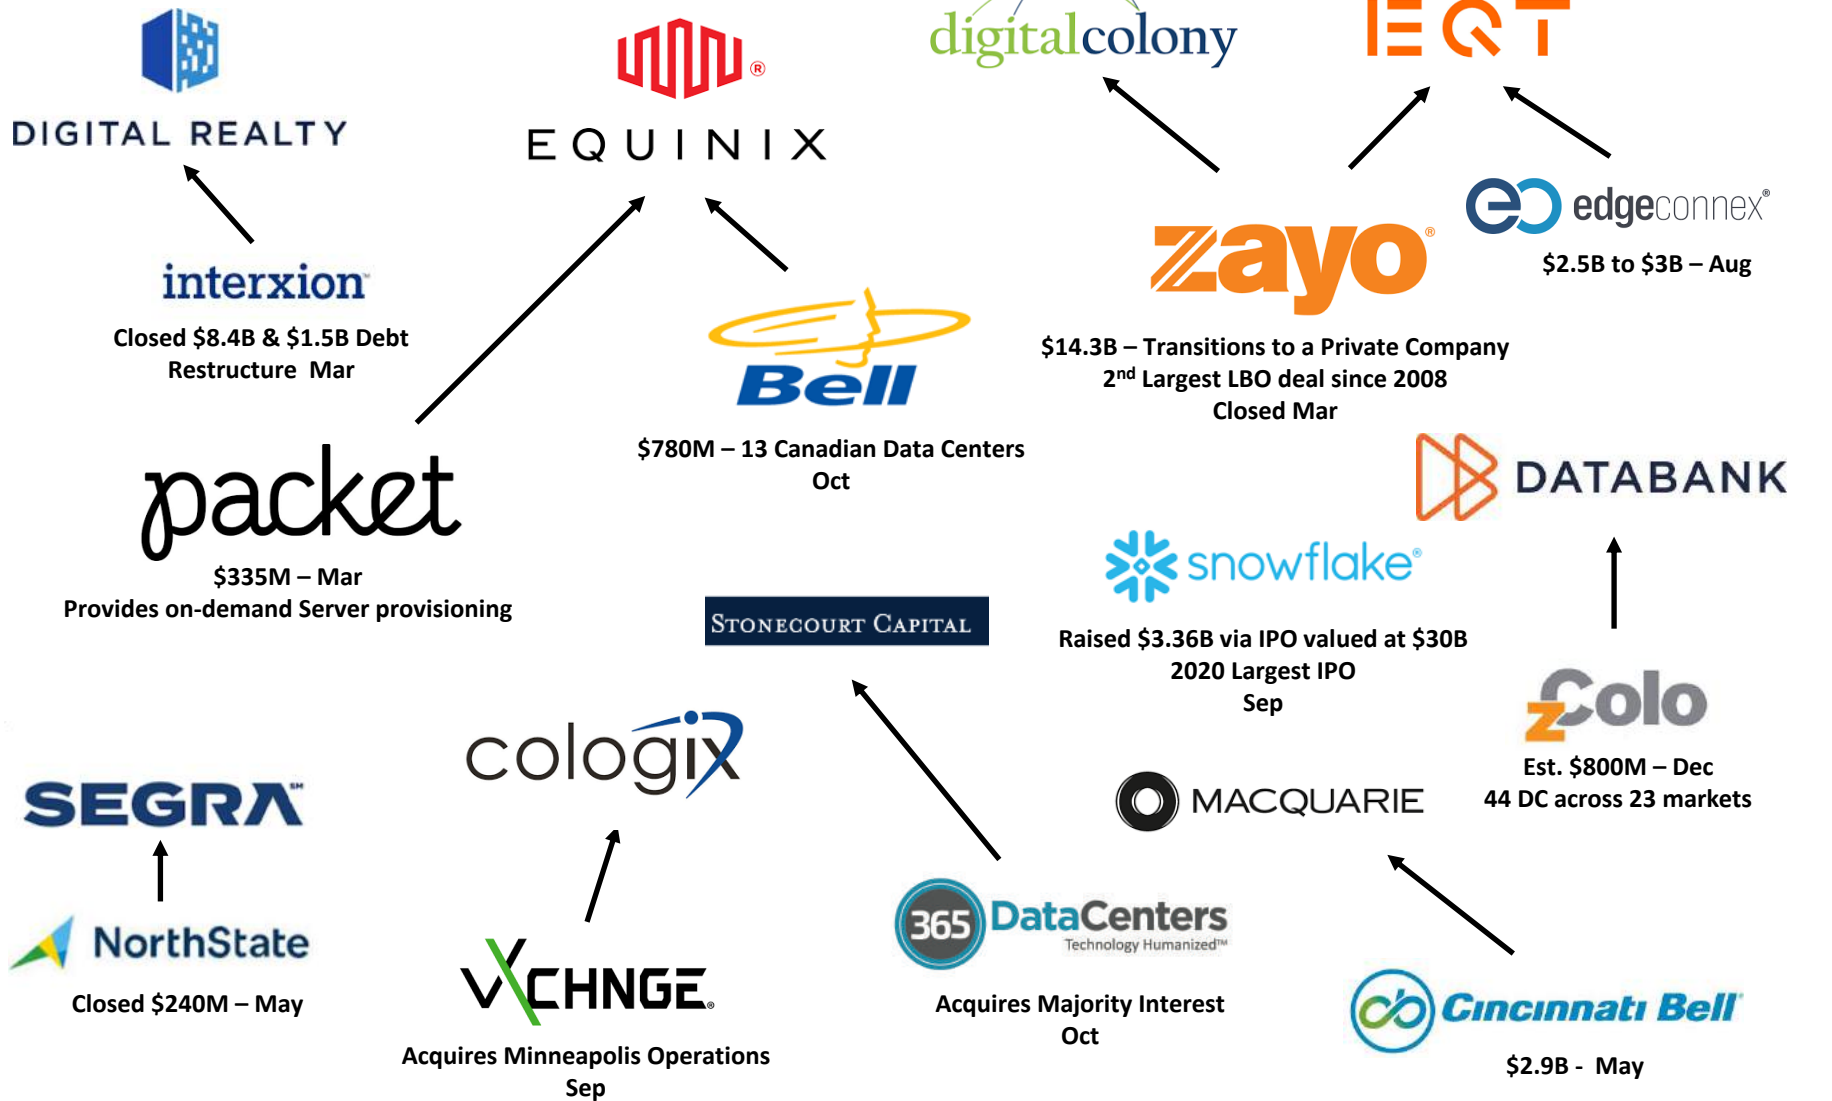 digitalcolony
EQT
DIGITAL REALTY
EQUINIX®
edgeconnex®
$2.5B to $3B – Aug
zayo®
interxion™
Closed $8.4B & $1.5B Debt
Restructure Mar
$14.3B – Transitions to a Private Company
2nd Largest LBO deal since 2008
Closed Mar
Bell
$780M – 13 Canadian Data Centers
Oct
packet
$335M – Mar
Provides on-demand Server provisioning
DATABANK
snowflake®
Raised $3.36B via IPO valued at $30B
2020 Largest IPO
Sep
STONECOURT CAPITAL
zColo
Est. $800M – Dec
44 DC across 23 markets
cologix
SEGRA℠
MACQUARIE
NorthState
Closed $240M – May
VXCHNGE®
Acquires Minneapolis Operations
Sep
365 DataCenters
Technology Humanized™
Acquires Majority Interest
Oct
cb Cincinnati Bell
$2.9B - May